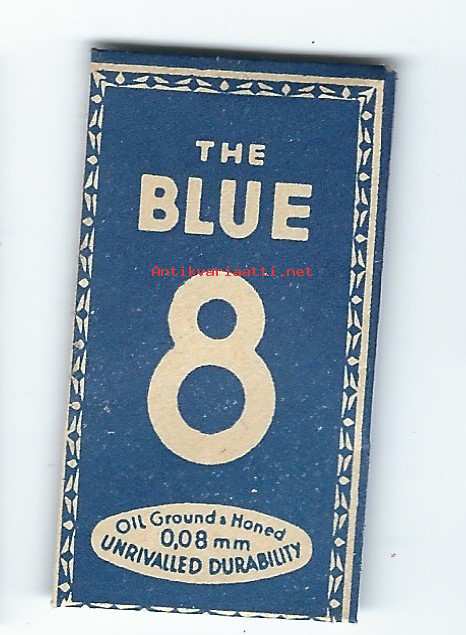 THE
BLUE
Antikvariaatti.net
8
OIL Ground & Honed
0,08 mm
UNRIVALLED DURABILITY